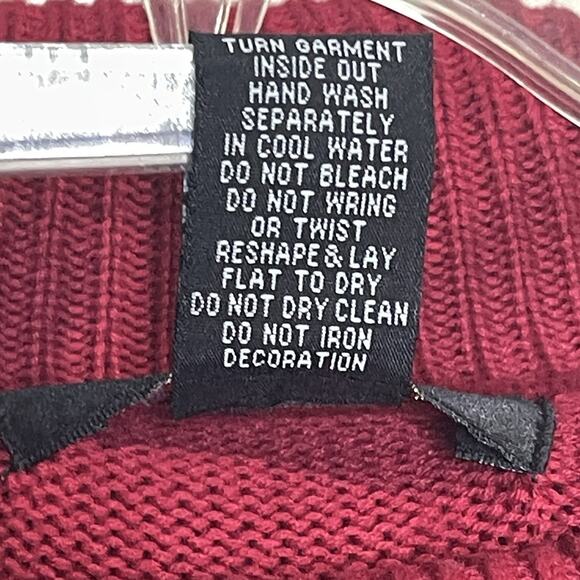 TURN GARMENT
INSIDE OUT
HAND WASH
SEPARATELY
IN COOL WATER
DO NOT BLEACH
DO NOT WRING
OR TWIST
RESHAPE & LAY
FLAT TO DRY
DO NOT DRY CLEAN
DO NOT IRON
DECORATION